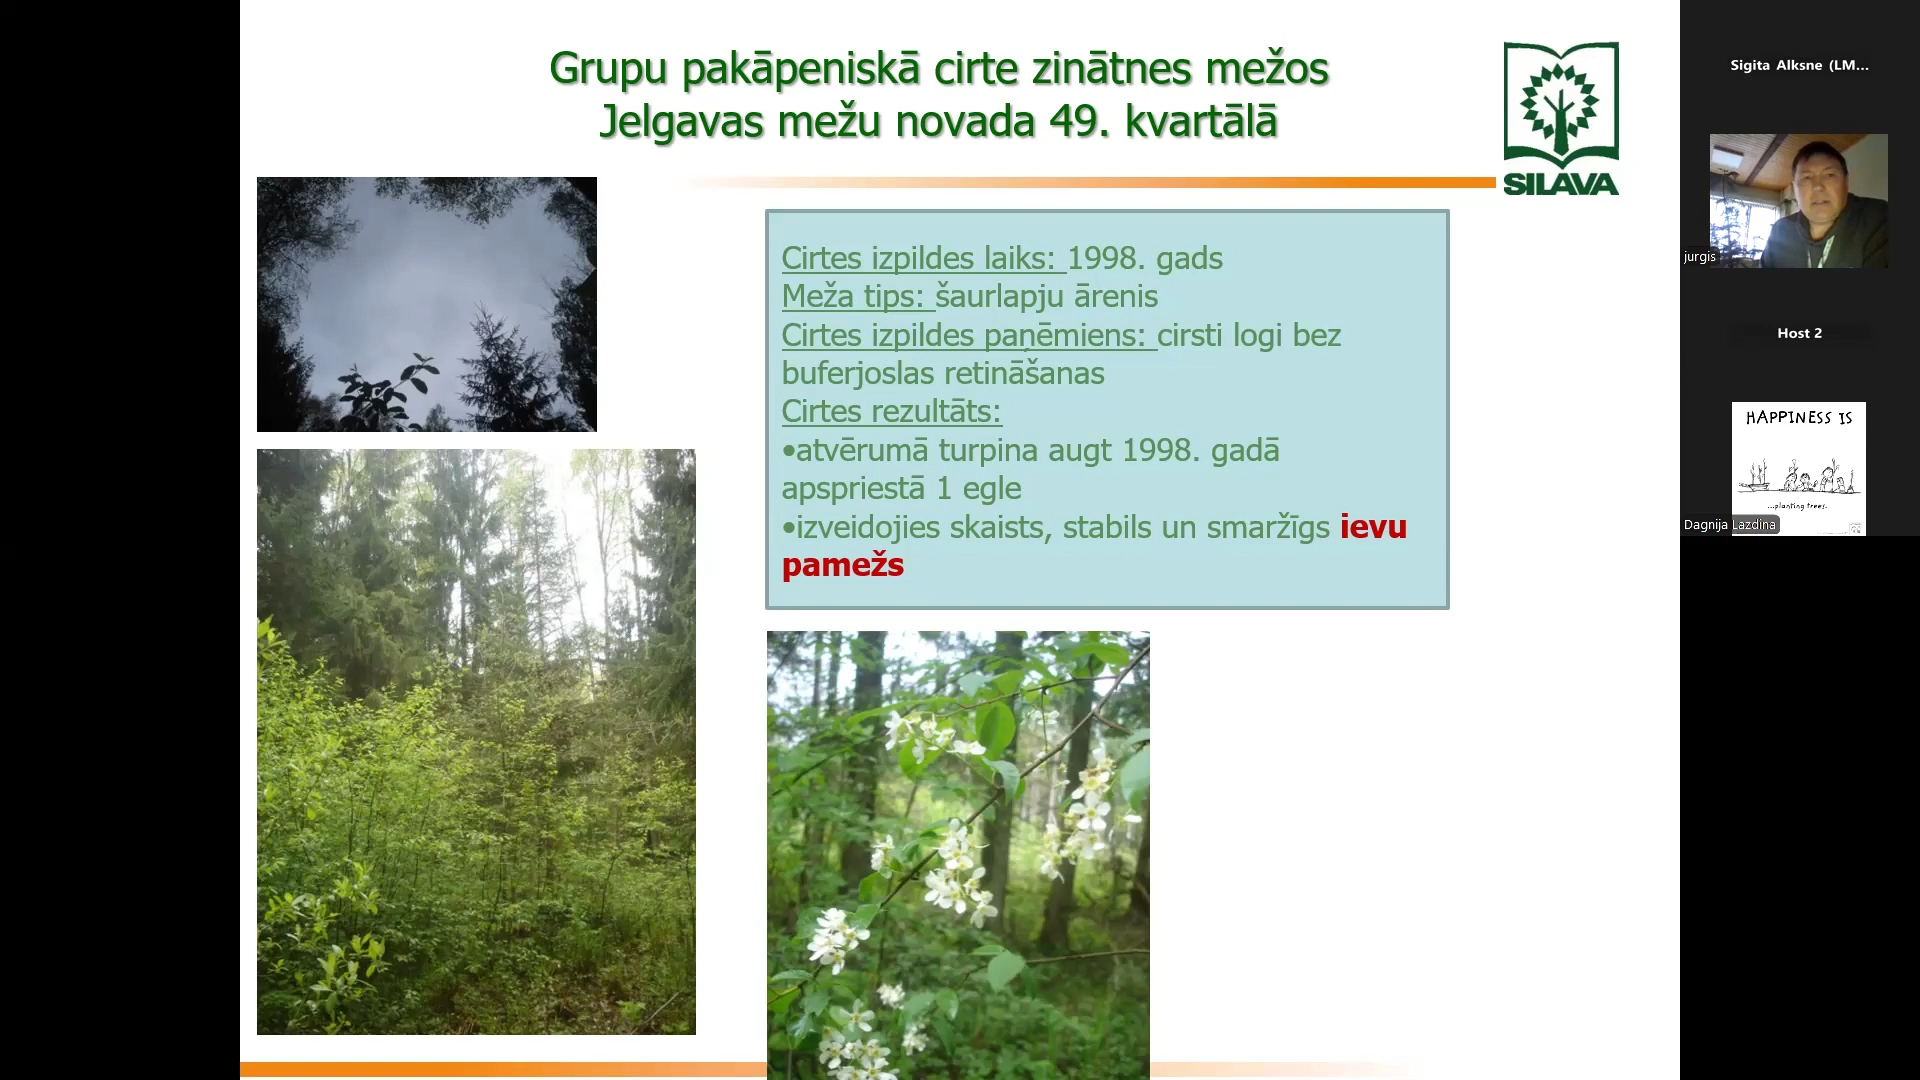 Grupu pakāpeniskā cirte zinātnes mežos
Jelgavas mežu novada 49. kvartālā
SILAVA
Cirtes izpildes laiks: 1998. gads
Meža tips: šaurlapju ārenis
Cirtes izpildes paņēmiens: cirsti logi bez
buferjoslas retināšanas
Cirtes rezultāts:
•atvērumā turpina augt 1998. gadā
apspriestā 1 egle
•izveidojies skaists, stabils un smaržīgs ievu
pamežs
Sigita Alksne (LM...
jurgis
Host 2
HAPPINESS IS
...planting trees.
Dagnija Lazdina